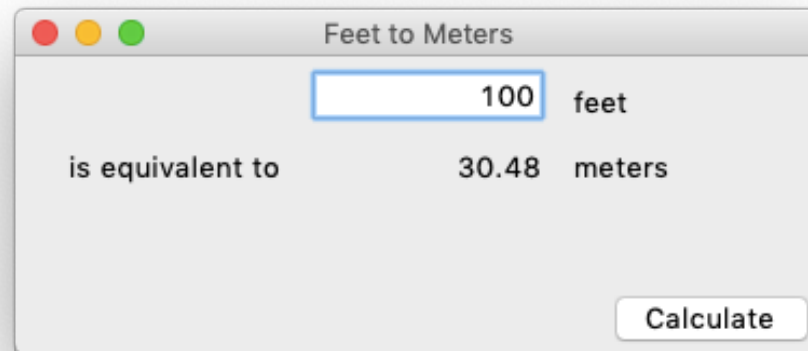 Feet to Meters
100 feet
is equivalent to 30.48 meters
Calculate